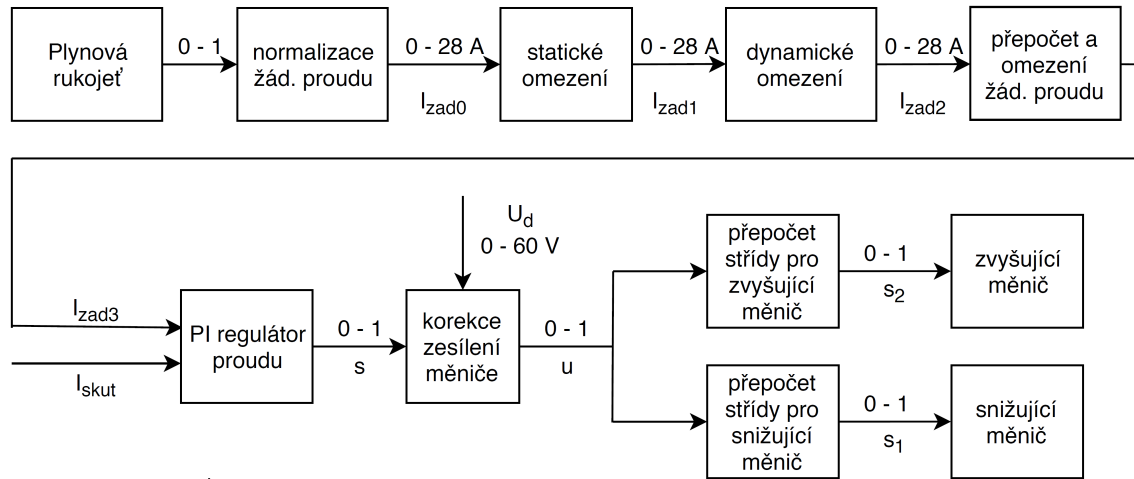 Plynová
rukojeť
0 - 1
normalizace
žád. proudu
0 - 28 A
I_zad0
statické
omezení
0 - 28 A
I_zad1
dynamické
omezení
0 - 28 A
I_zad2
přepočet a
omezení
žád. proudu
I_zad3
I_skut
PI regulátor
proudu
0 - 1
s
U_d
0 - 60 V
korekce
zesílení
měniče
0 - 1
u
přepočet
střídy pro
zvyšující
měnič
0 - 1
s_2
zvyšující
měnič
přepočet
střídy pro
snižující
měnič
0 - 1
s_1
snižující
měnič